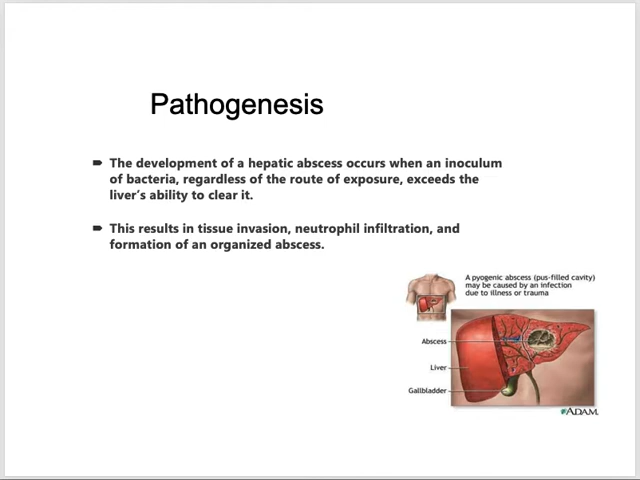 Pathogenesis
The development of a hepatic abscess occurs when an inoculum
of bacteria, regardless of the route of exposure, exceeds the
liver's ability to clear it.
This results in tissue invasion, neutrophil infiltration, and
formation of an organized abscess.
A pyogenic abscess (pus-filled cavity)
may be caused by an infection
due to illness or trauma
Abscess
Liver
Gallbladder
ADAM.